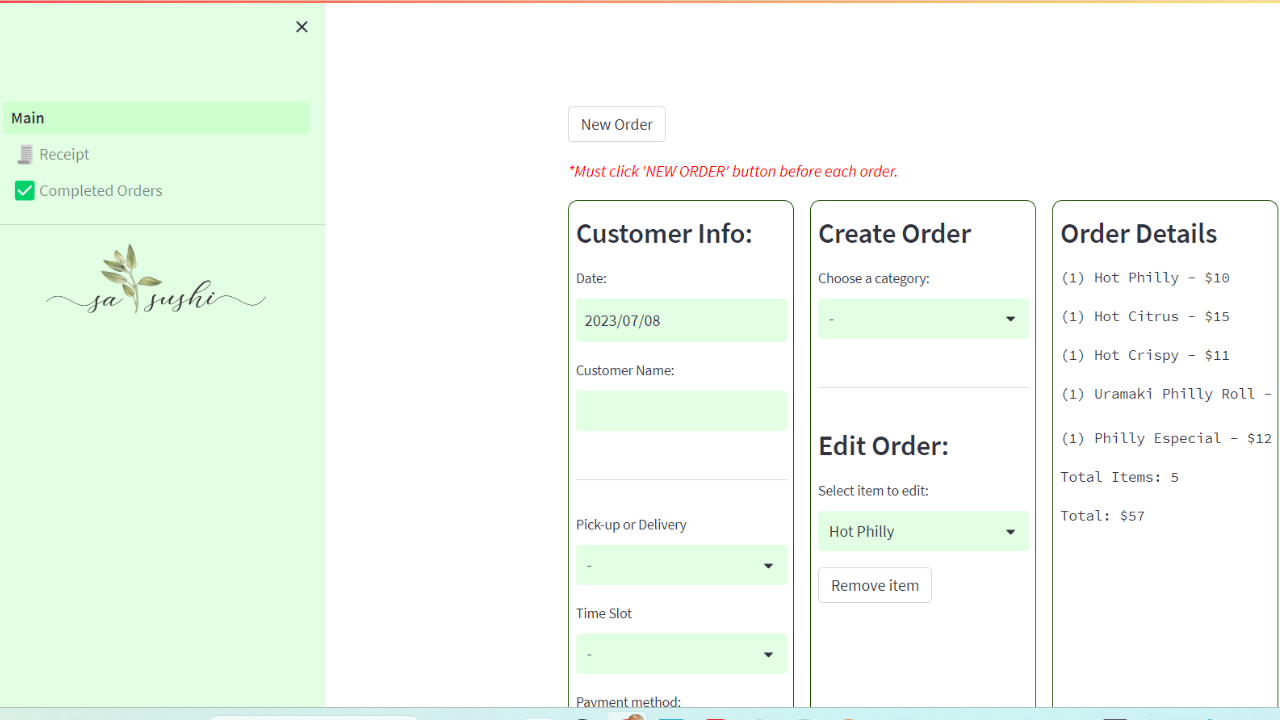 Main
Receipt
Completed Orders
sa sushi
New Order
*Must click 'NEW ORDER' button before each order.
Customer Info:
Date:
2023/07/08
Customer Name:
Pick-up or Delivery
-
Time Slot
-
Payment method:
Create Order
Choose a category:
-
Edit Order:
Select item to edit:
Hot Philly
Remove item
Order Details
(1) Hot Philly - $10
(1) Hot Citrus - $15
(1) Hot Crispy - $11
(1) Uramaki Philly Roll -
(1) Philly Especial - $12
Total Items: 5
Total: $57